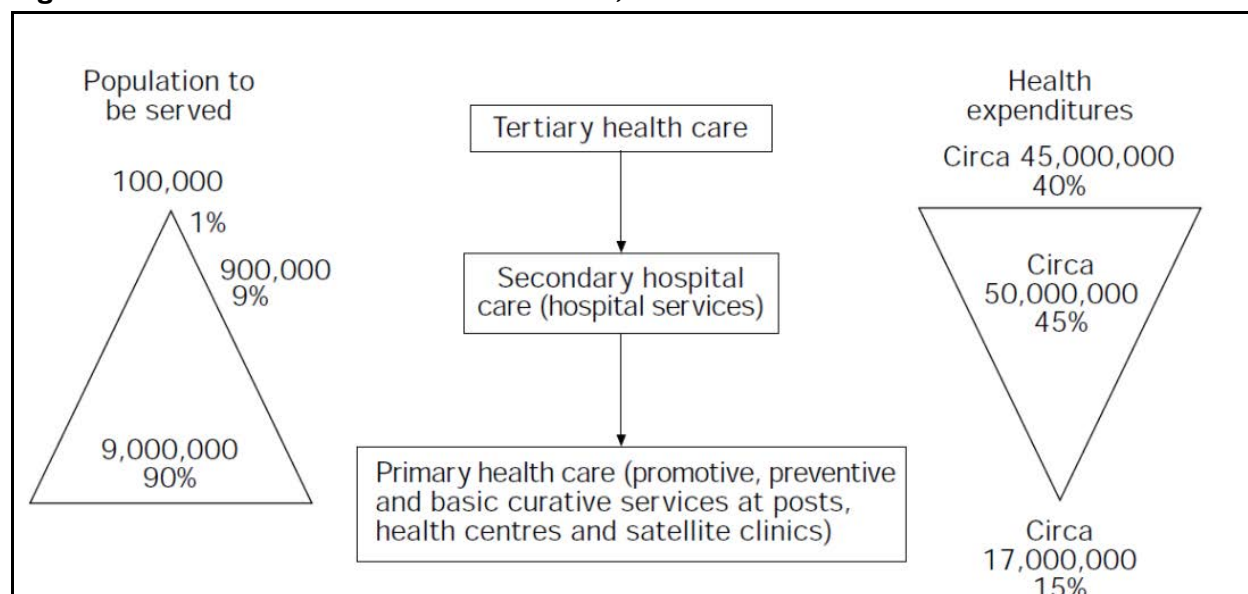 Population to
be served
100,000
1%
900,000
9%
9,000,000
90%
Tertiary health care
Secondary hospital
care (hospital services)
Primary health care (promotive, preventive
and basic curative services at posts,
health centres and satellite clinics)
Health
expenditures
Circa 45,000,000
40%
Circa
50,000,000
45%
Circa
17,000,000
15%